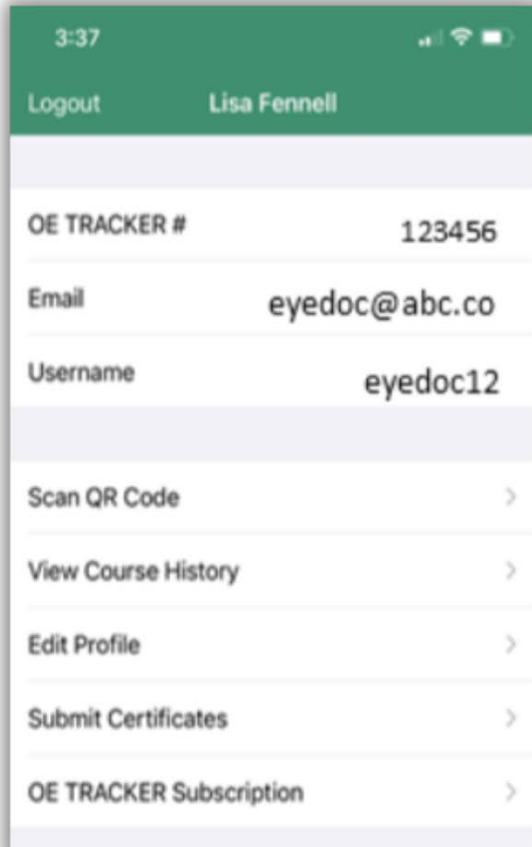 3:37
Logout Lisa Fennell
OE TRACKER # 123456
Email eyedoc@abc.co
Username eyedoc12
Scan QR Code
View Course History
Edit Profile
Submit Certificates
OE TRACKER Subscription